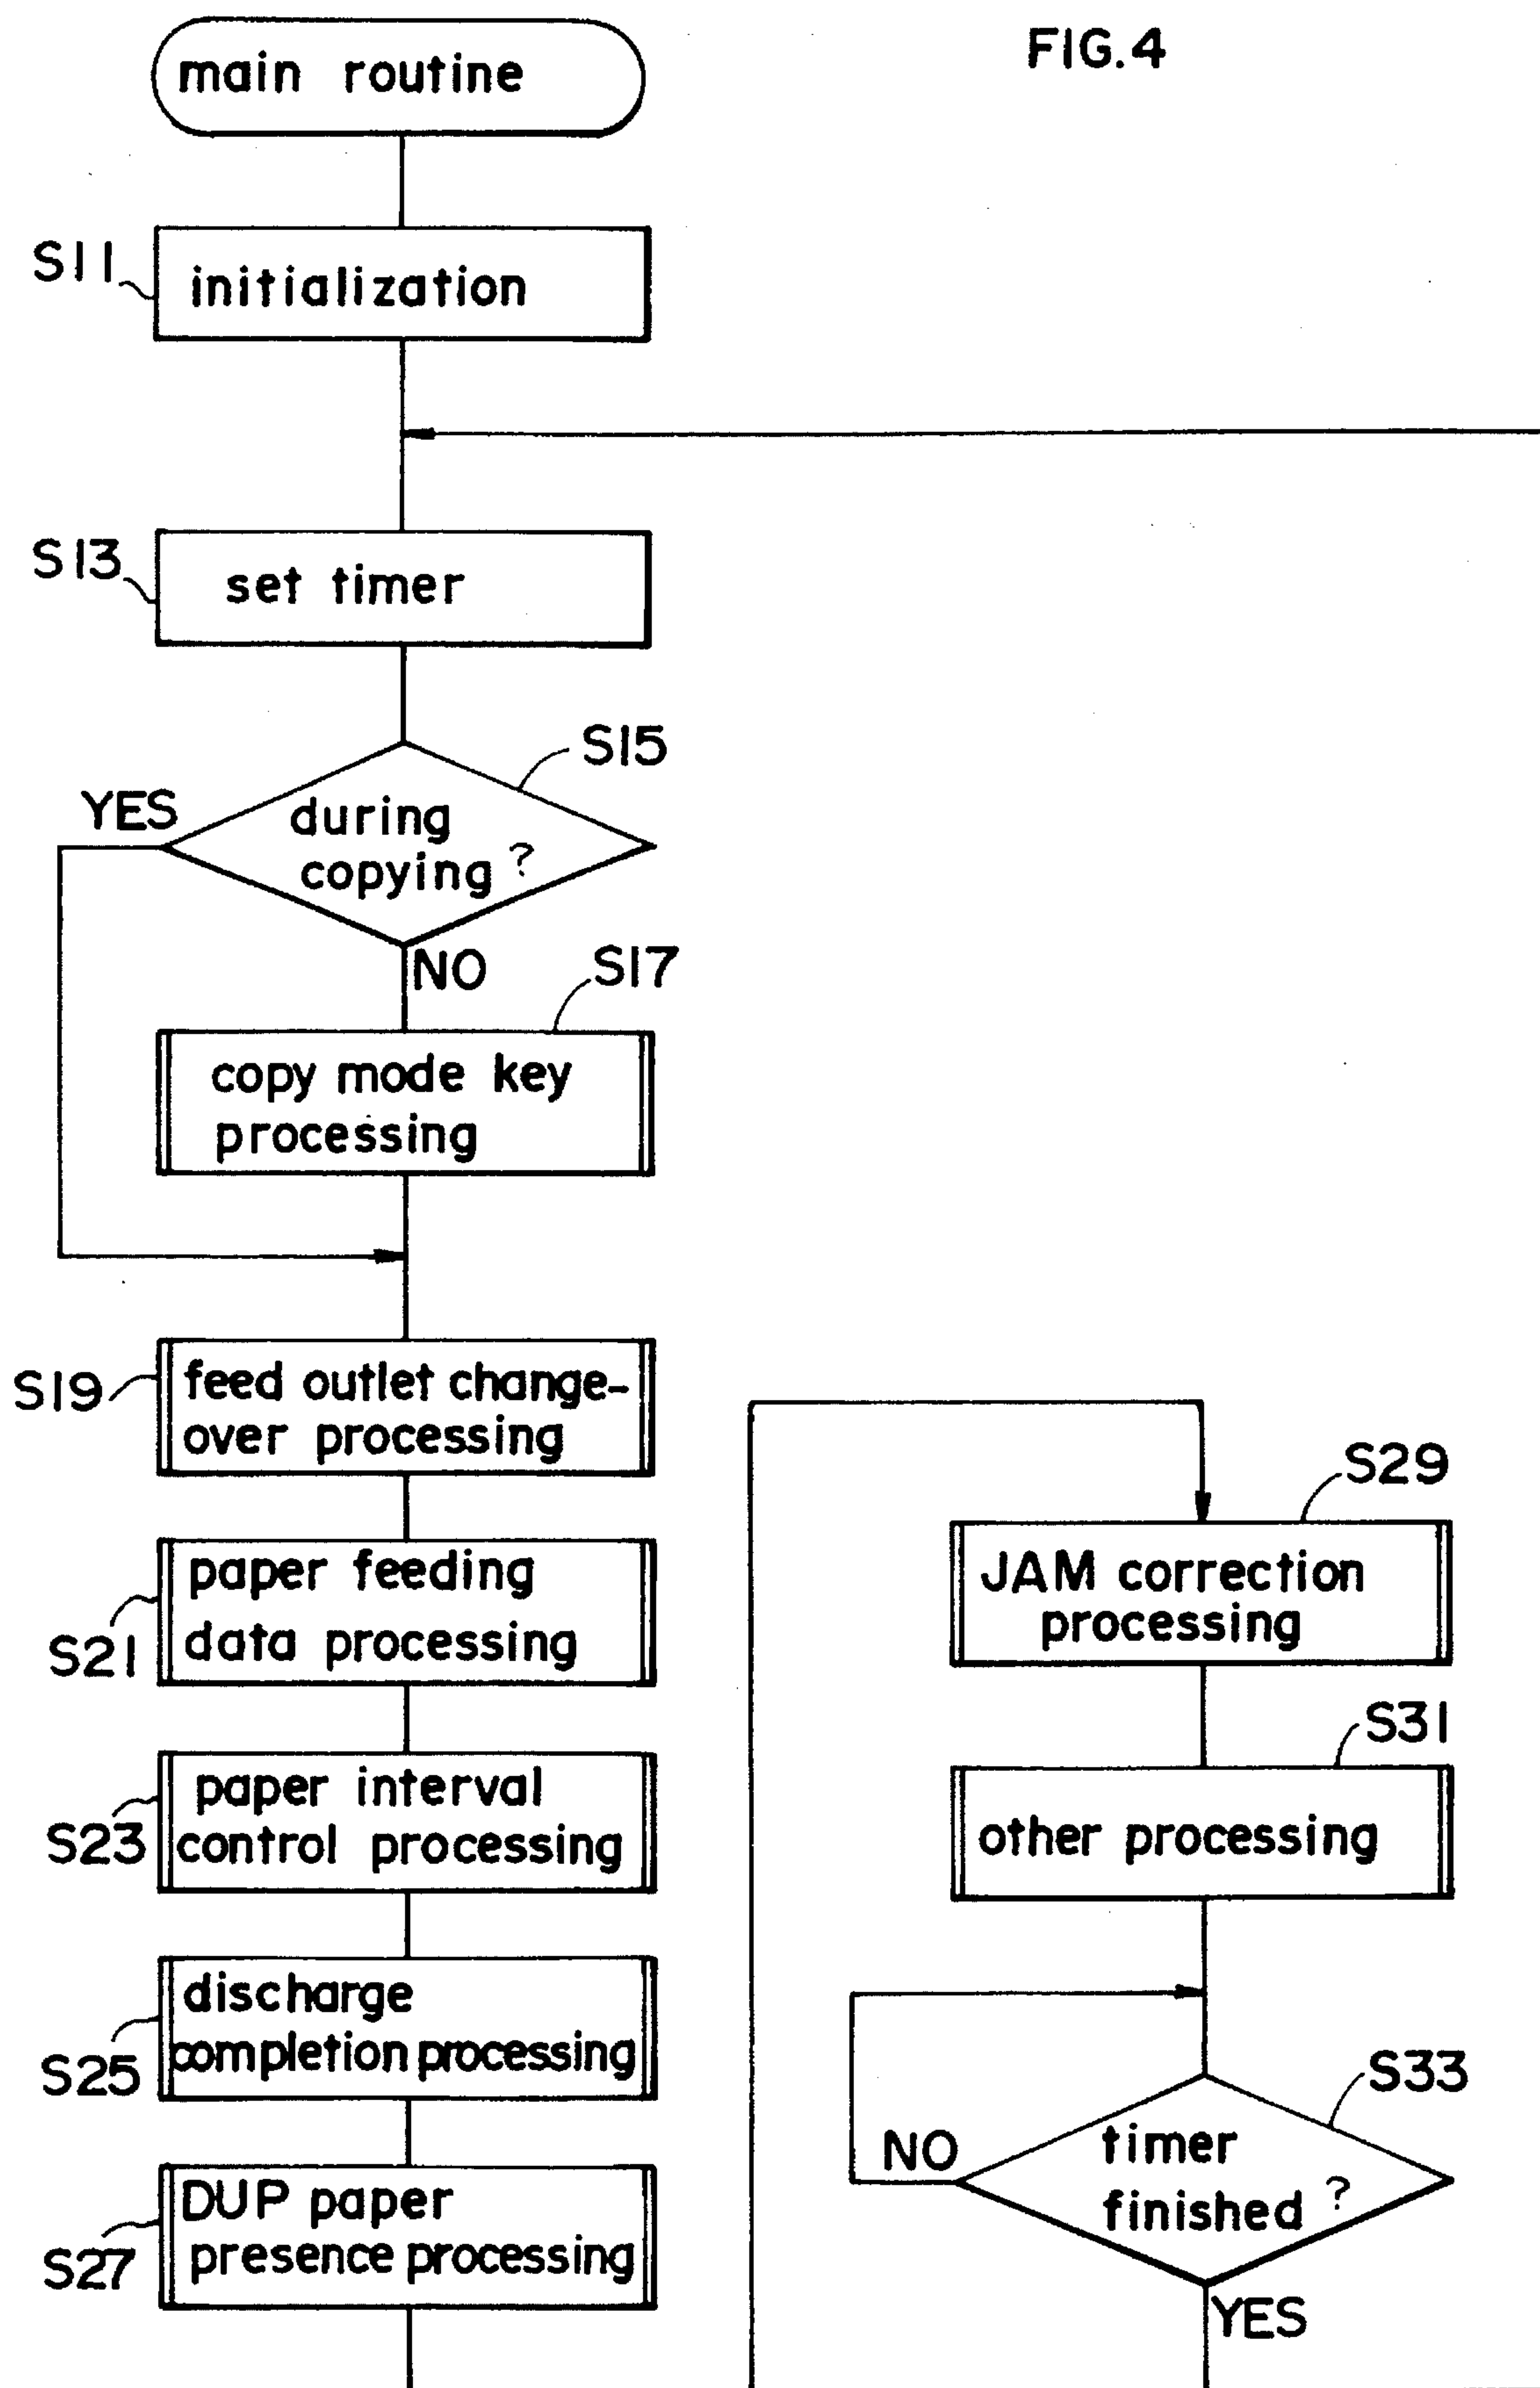 FIG.4
main routine
S11
initialization
S13
set timer
S15
YES
during
copying ?
NO
S17
copy mode key
processing
S19
feed outlet change-
over processing
S21
paper feeding
data processing
S23
paper interval
control processing
S25
discharge
completion processing
S27
DUP paper
presence processing
S29
JAM correction
processing
S31
other processing
S33
NO
timer
finished ?
YES